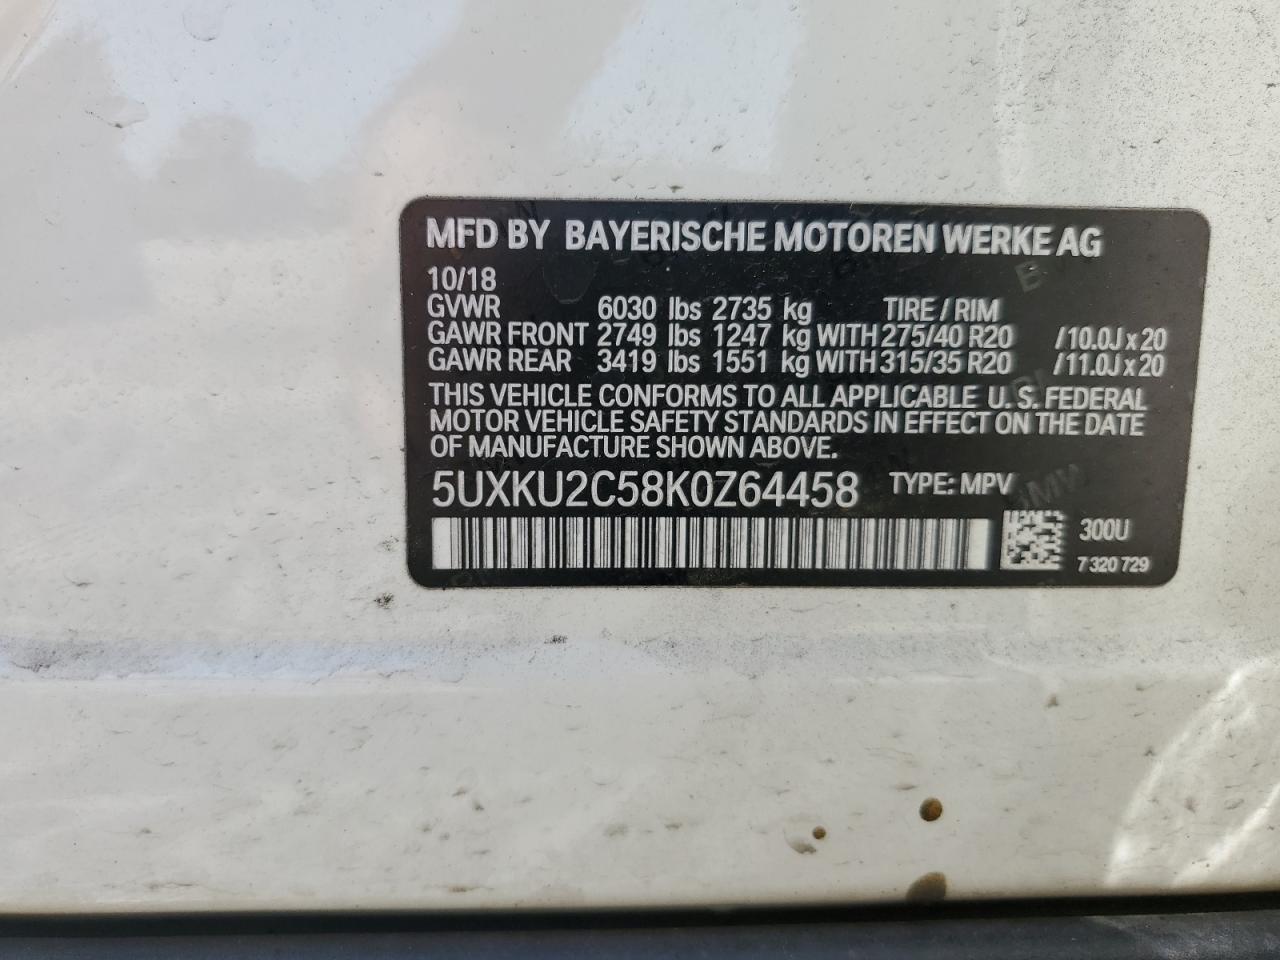 MFD BY BAYERISCHE MOTOREN WERKE AG
10/18
GVWR 6030 lbs 2735 kg TIRE / RIM
GAWR FRONT 2749 lbs 1247 kg WITH 275/40 R20 /10.0J x 20
GAWR REAR 3419 lbs 1551 kg WITH 315/35 R20 /11.0J x 20
THIS VEHICLE CONFORMS TO ALL APPLICABLE U. S. FEDERAL
MOTOR VEHICLE SAFETY STANDARDS IN EFFECT ON THE DATE
OF MANUFACTURE SHOWN ABOVE.
5UXKU2C58K0Z64458 TYPE: MPV
300U
7 320 729